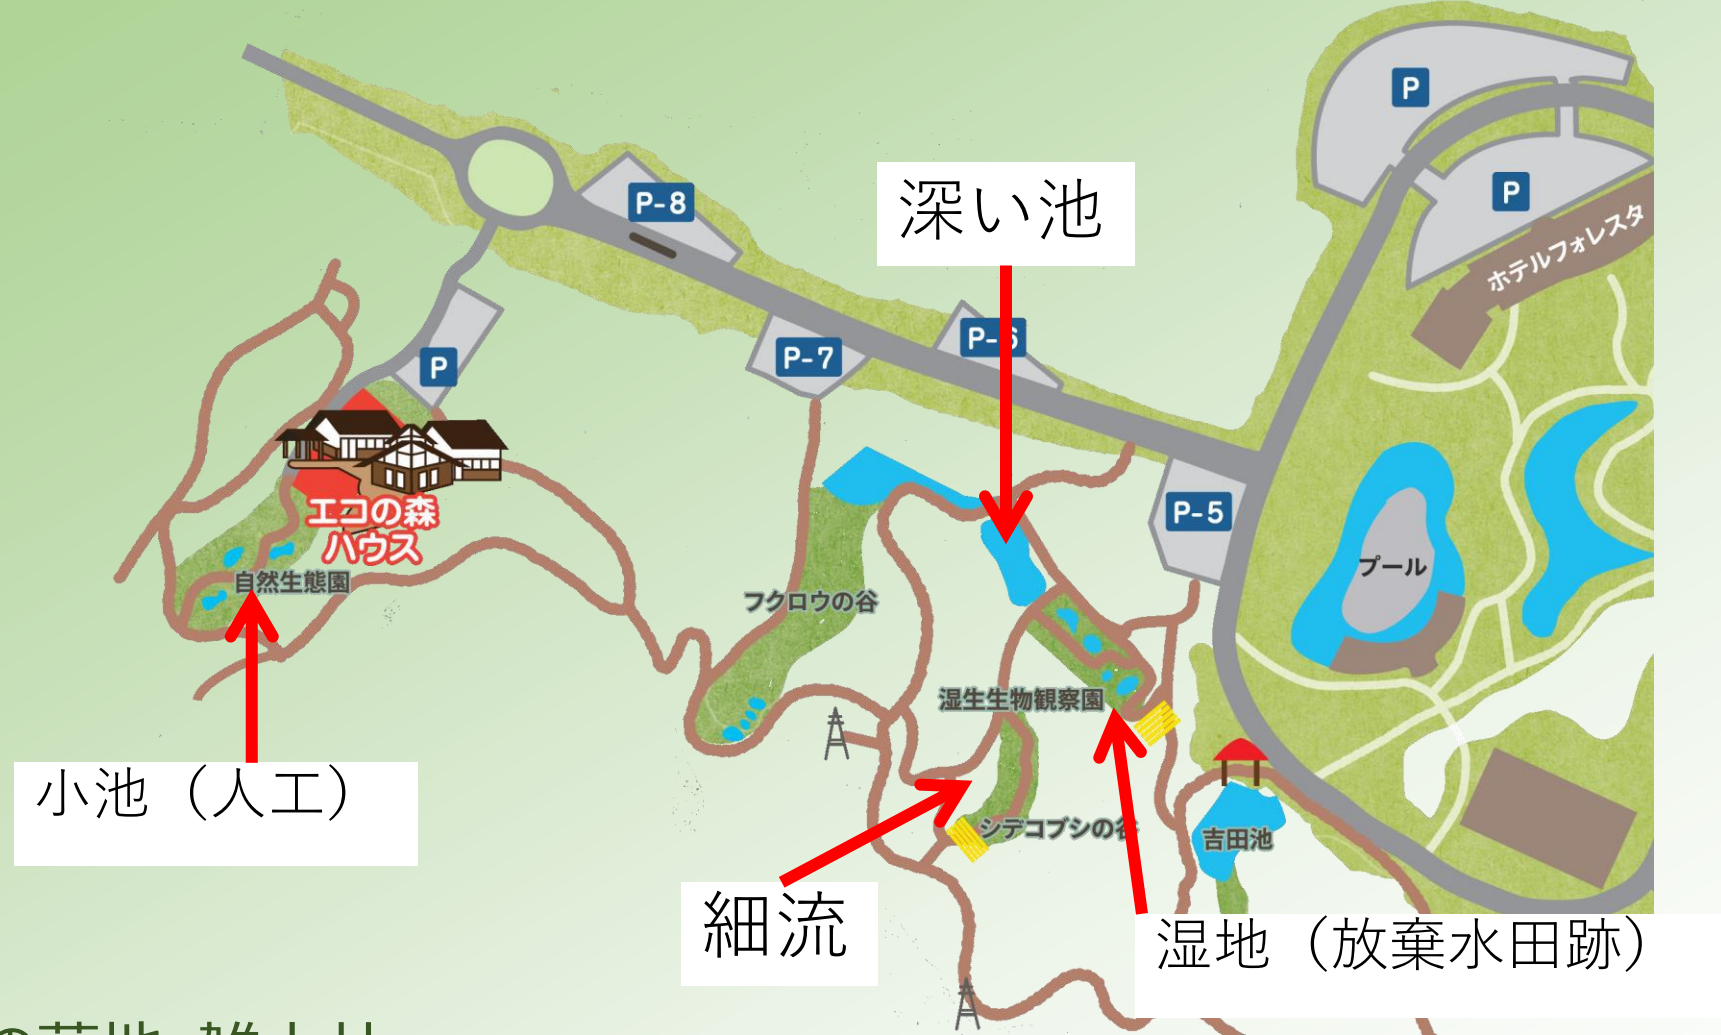 P
P-8
深い池
P
ホテルフォレスタ
P-6
P-7
P
エコの森
ハウス
P-5
プール
自然生態園
フクロウの谷
湿生生物観察園
小池（人工）
シデコブシの谷
吉田池
細流
湿地（放棄水田跡）